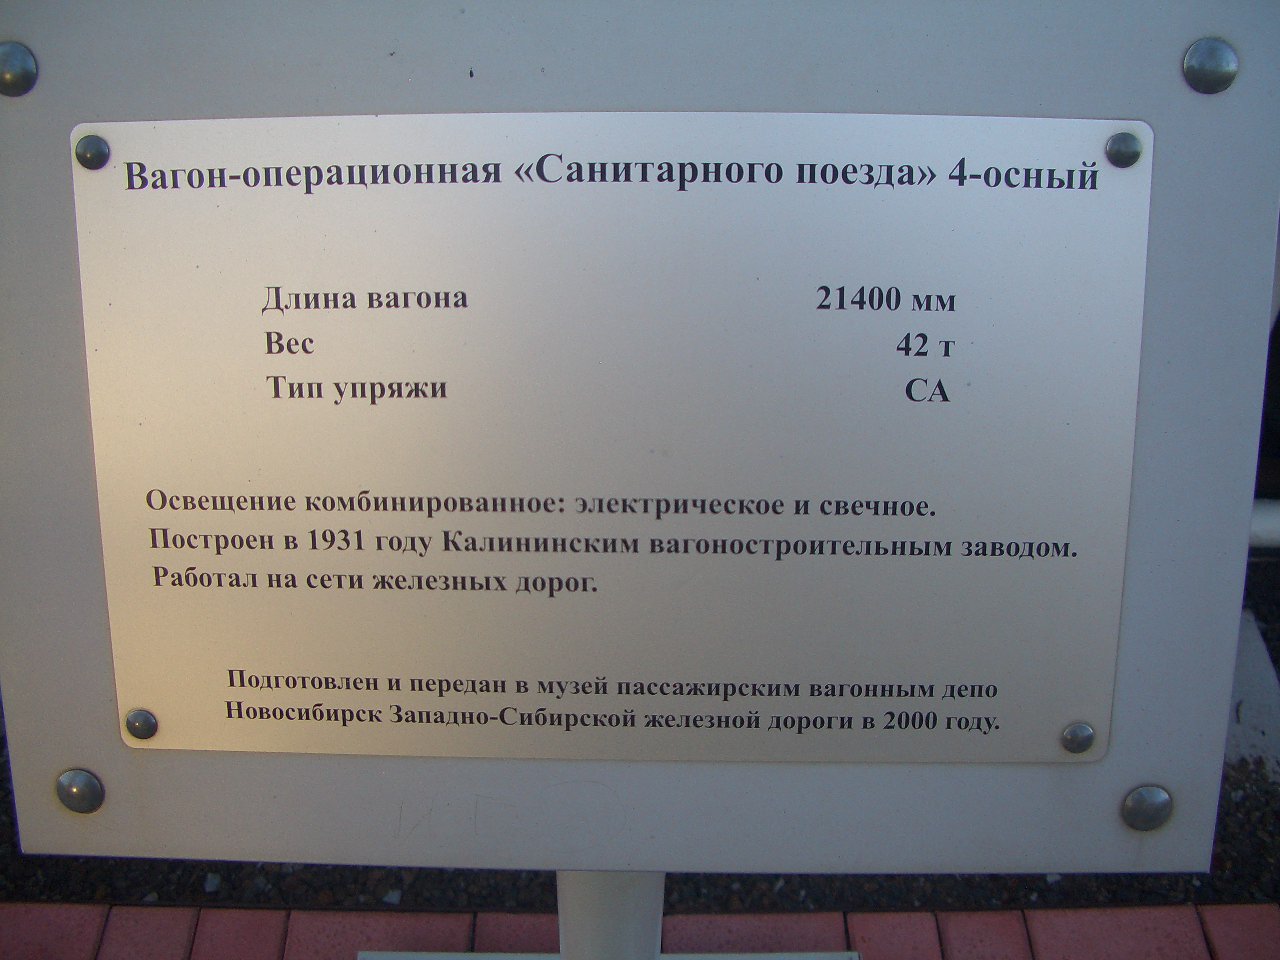 Вагон-операционная «Санитарного поезда» 4-осный
Длина вагона 21400 мм
Вес 42 т
Тип упряжи СА
Освещение комбинированное: электрическое и свечное.
Построен в 1931 году Калининским вагоностроительным заводом.
Работал на сети железных дорог.
Подготовлен и передан в музей пассажирским вагонным депо
Новосибирск Западно-Сибирской железной дороги в 2000 году.